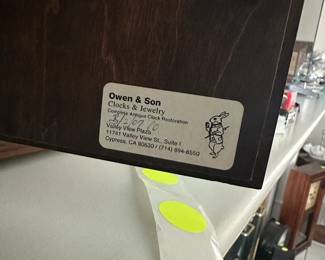 Owen & Son
Clocks & Jewelry
Complete Antique Clock Restoration
Valley View Plaza
11741 Valley View St., Suite I
Cypress, CA 90630 / (714) 894-6550